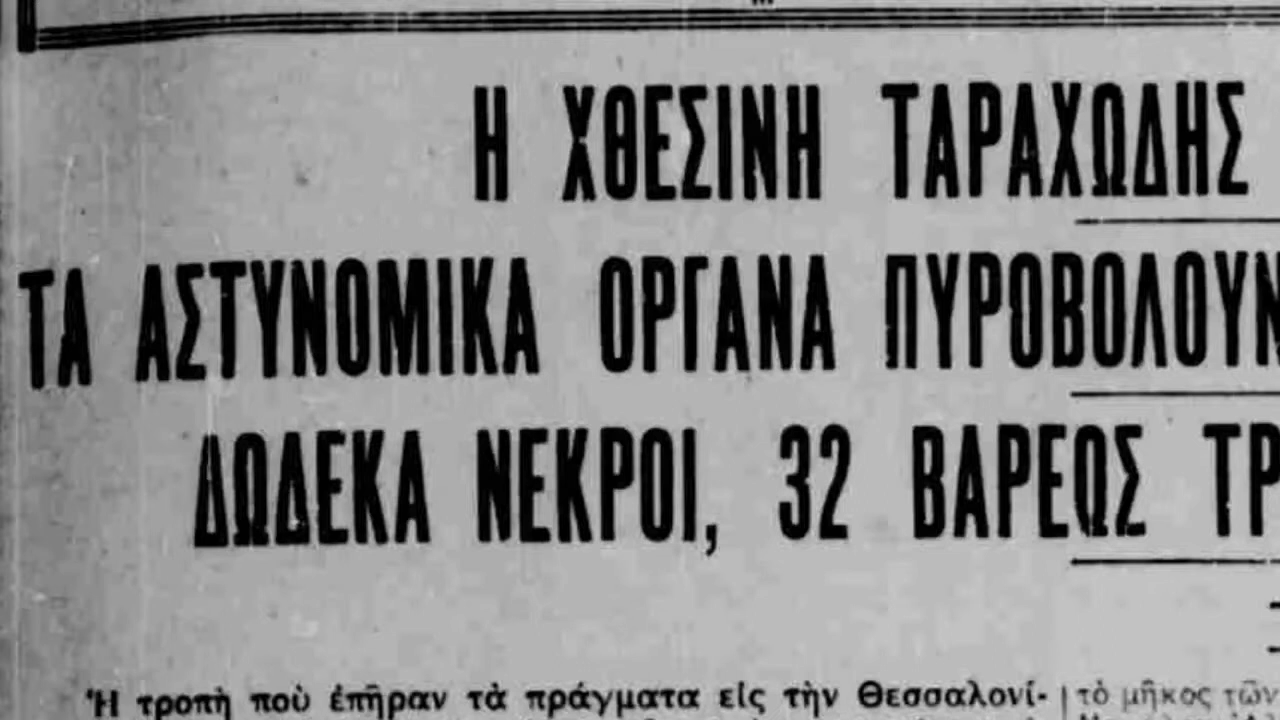 Η ΧΘΕΣΙΝΗ ΤΑΡΑΧΩΔΗΣ
ΤΑ ΑΣΤΥΝΟΜΙΚΑ ΟΡΓΑΝΑ ΠΥΡΟΒΟΛΟΥΝ
ΔΩΔΕΚΑ ΝΕΚΡΟΙ, 32 ΒΑΡΕΩΣ ΤΡ
Ἡ τροπὴ ποὺ ἐπῆραν τὰ πράγματα εἰς τὴν Θεσσαλονί-
τὸ μῆκος τῶν